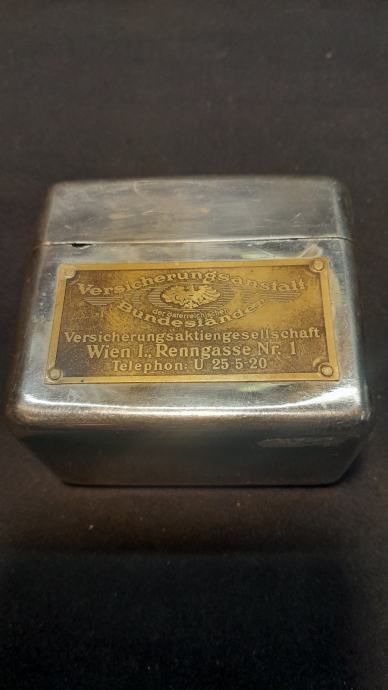 Versicherungsanstalt
der österreichischen
Bundesländer
Versicherungsaktiengesellschaft
Wien I., Renngasse Nr. 1
Telephon: U 25-5-20